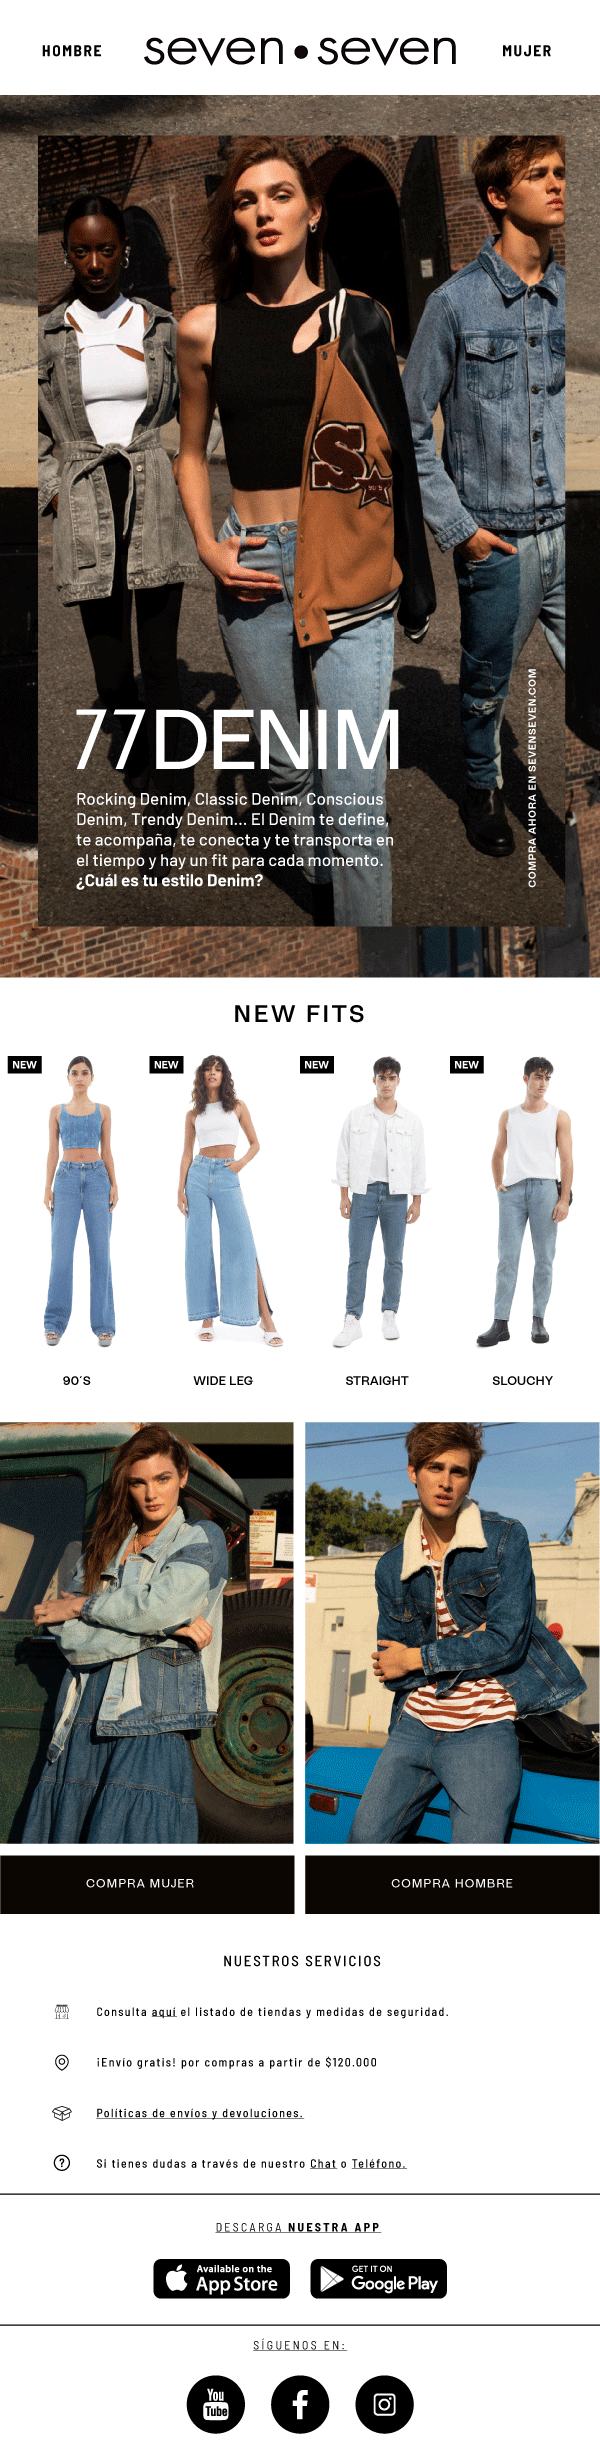 HOMBRE
seven•seven
MUJER
S
90'S
77DENIM
Rocking Denim, Classic Denim, Conscious
Denim, Trendy Denim... El Denim te define,
te acompaña, te conecta y te transporta en
el tiempo y hay un fit para cada momento.
¿Cuál es tu estilo Denim?
COMPRA AHORA EN SEVENSEVEN.COM
NEW FITS
NEW
NEW
NEW
NEW
90´S
WIDE LEG
STRAIGHT
SLOUCHY
COMPRA MUJER
COMPRA HOMBRE
NUESTROS SERVICIOS
Consulta aquí el listado de tiendas y medidas de seguridad.
¡Envío gratis! por compras a partir de $120.000
Políticas de envíos y devoluciones.
Si tienes dudas a través de nuestro Chat o Teléfono.
DESCARGA NUESTRA APP
Available on the
App Store
GET IT ON
Google Play
SÍGUENOS EN:
You
Tube